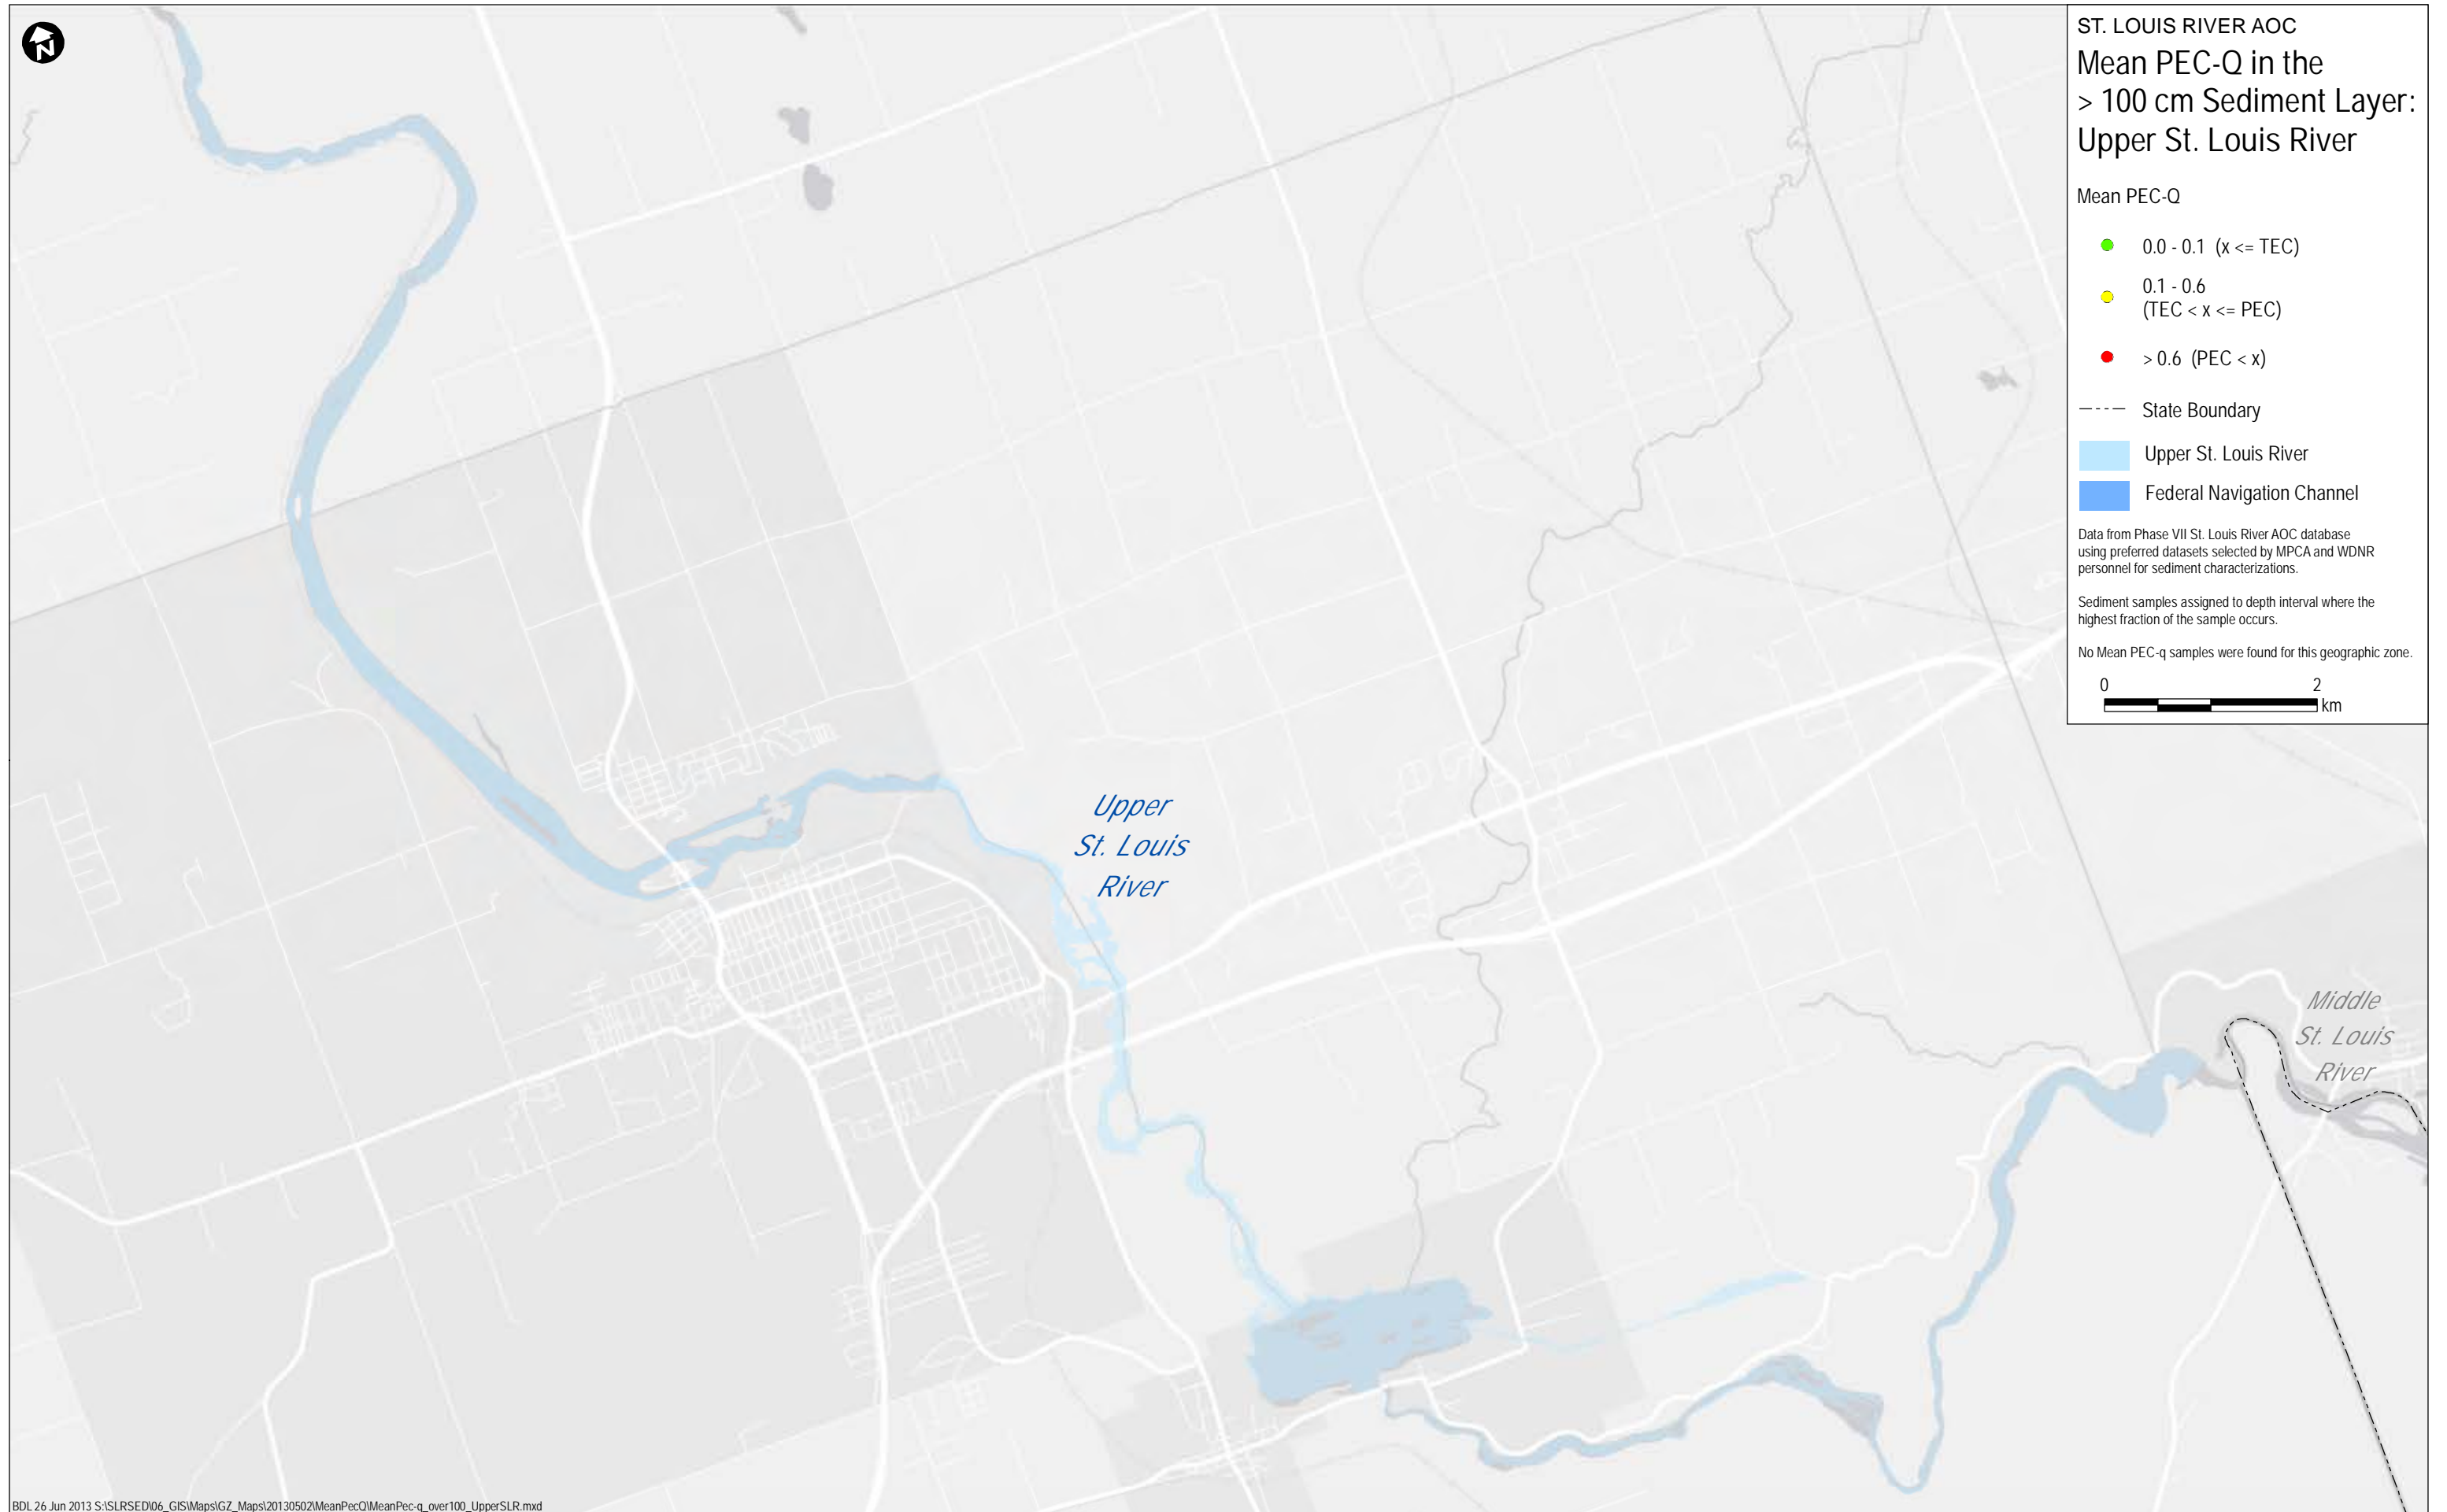 N
ST. LOUIS RIVER AOC
Mean PEC-Q in the
> 100 cm Sediment Layer:
Upper St. Louis River
Mean PEC-Q
0.0 - 0.1 (x <= TEC)
0.1 - 0.6
(TEC < x <= PEC)
> 0.6 (PEC < x)
State Boundary
Upper St. Louis River
Federal Navigation Channel
Data from Phase VII St. Louis River AOC database
using preferred datasets selected by MPCA and WDNR
personnel for sediment characterizations.
Sediment samples assigned to depth interval where the
highest fraction of the sample occurs.
No Mean PEC-q samples were found for this geographic zone.
0 2
km
Upper
St. Louis
River
Middle
St. Louis
River
BDL 26 Jun 2013 S:\SLRSED\06_GIS\Maps\GZ_Maps\20130502\MeanPecQ\MeanPec-q_over100_UpperSLR.mxd